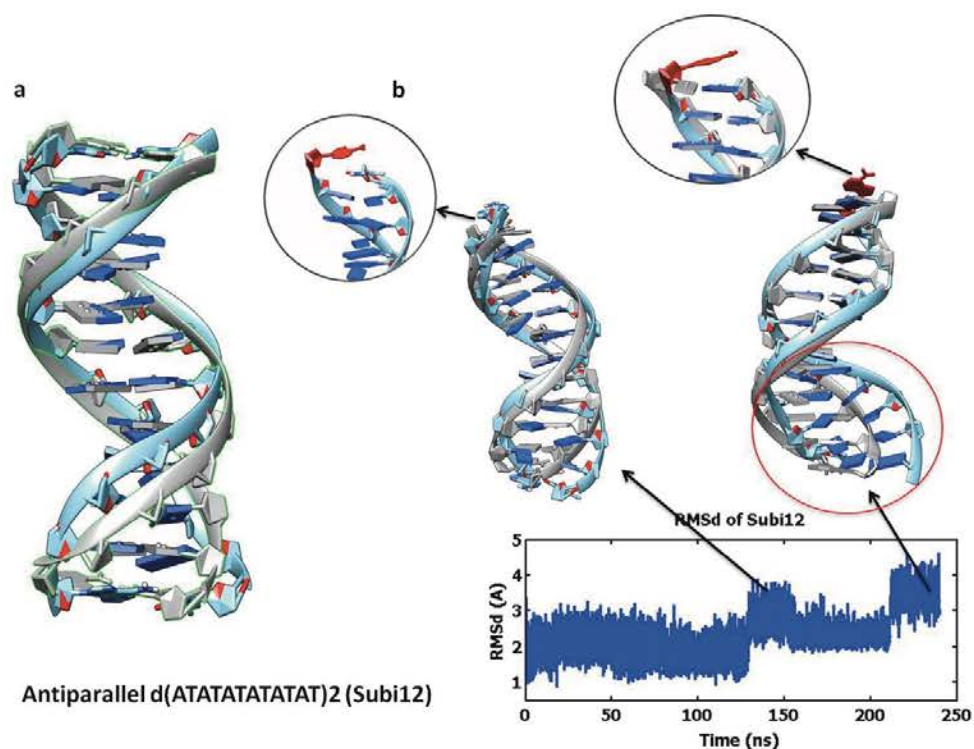 a
b
RMSd of Subi12
5
4
3
2
1
RMSd (A)
0
50
100
150
200
250
Time (ns)
Antiparallel d(ATATATATATAT)2 (Subi12)